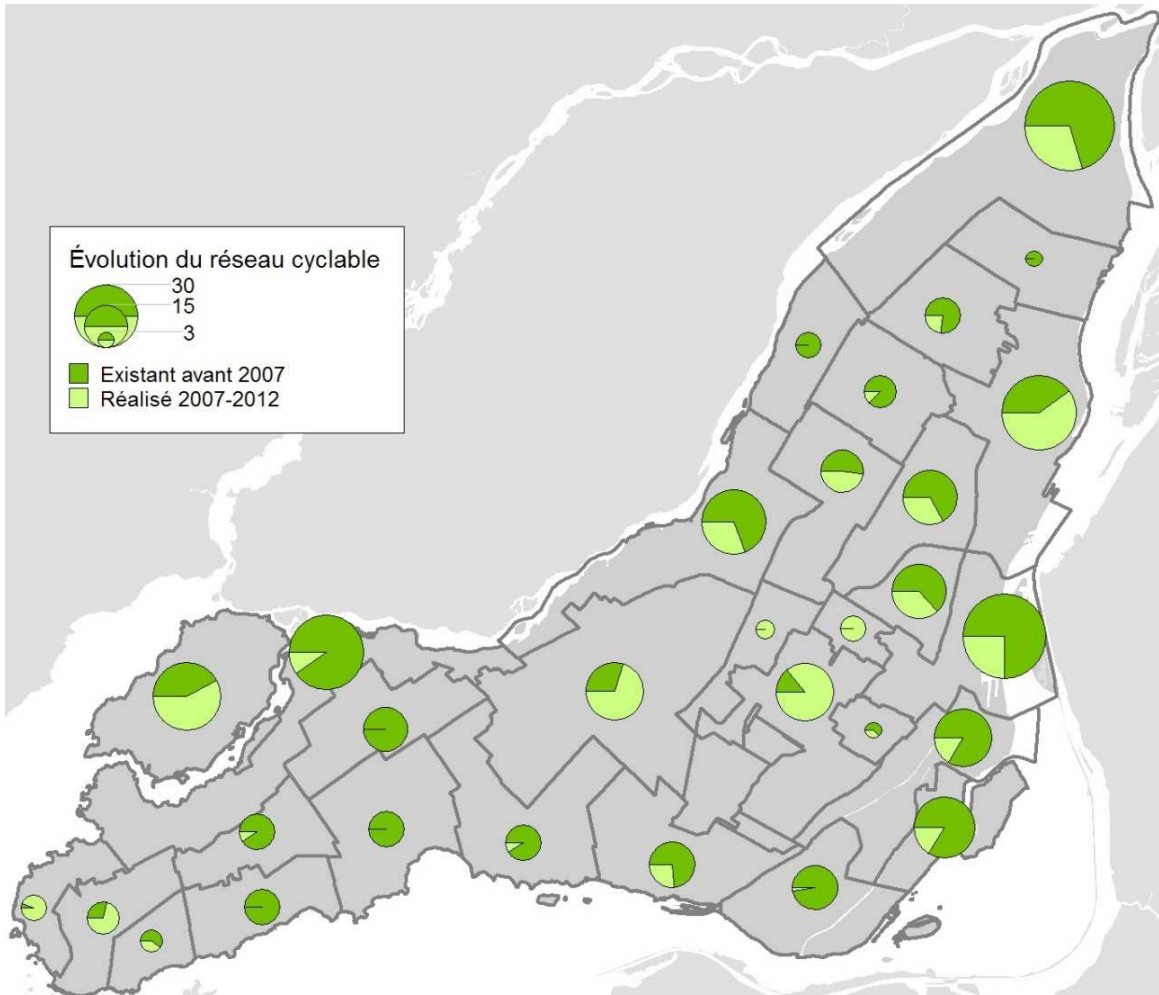 Évolution du réseau cyclable
30
15
3
Existant avant 2007
Réalisé 2007-2012